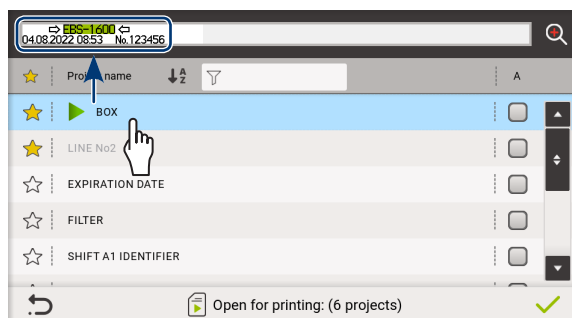 ⇨ EBS-1600 ⇦
04.08.2022 08:53 No.123456
Project name A Z A
BOX
LINE No2
EXPIRATION DATE
FILTER
SHIFT A1 IDENTIFIER
Open for printing: (6 projects)